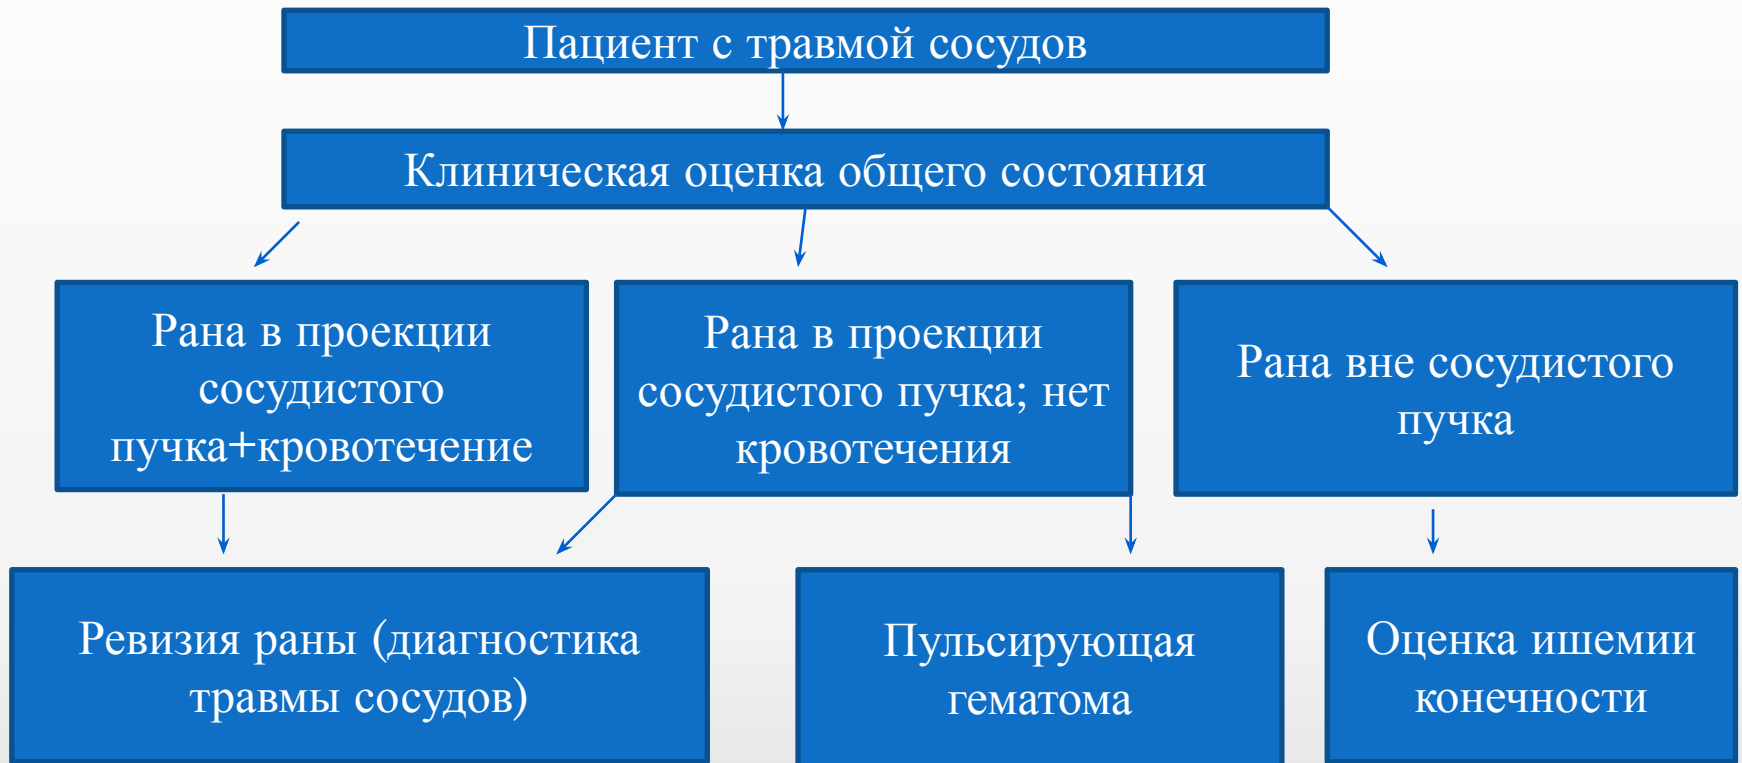 Пациент с травмой сосудов
Клиническая оценка общего состояния
Рана в проекции
сосудистого
пучка+кровотечение
Рана в проекции
сосудистого пучка; нет
кровотечения
Рана вне сосудистого
пучка
Ревизия раны (диагностика
травмы сосудов)
Пульсирующая
гематома
Оценка ишемии
конечности